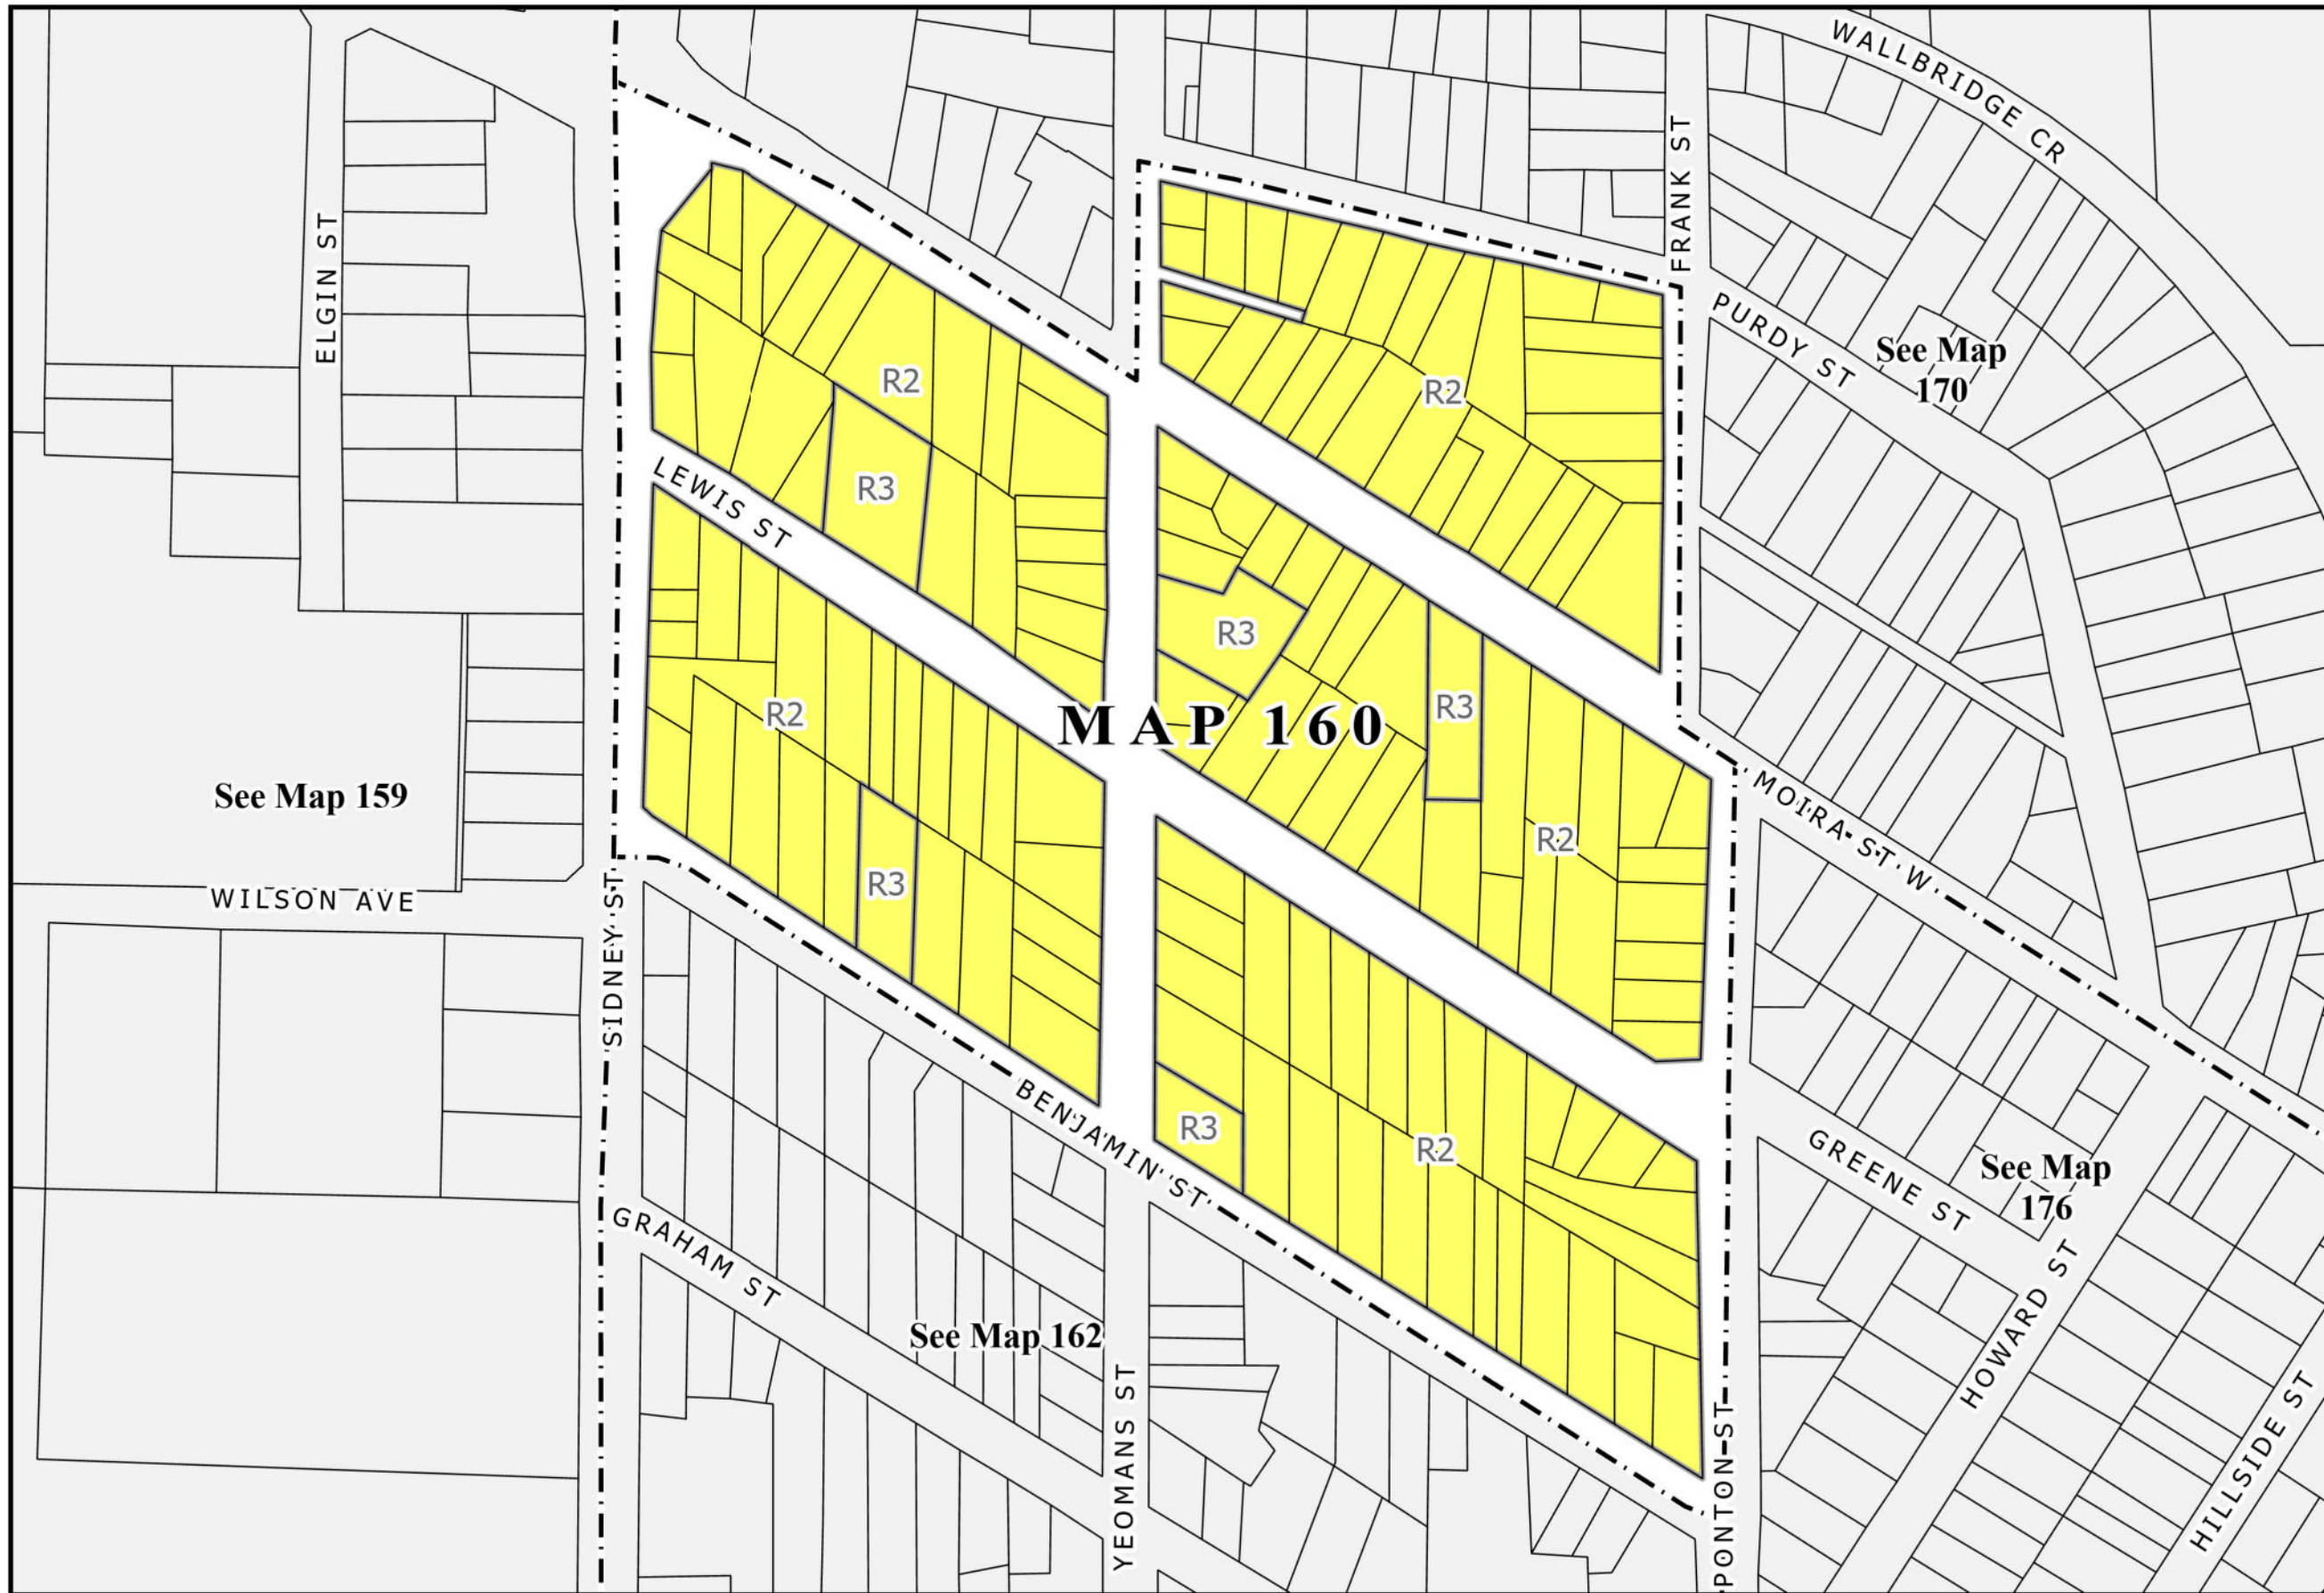 WALLBRIDGE CR
FRANK ST
ELGIN ST
PURDY ST
See Map
170
R2
R2
LEWIS ST
R3
R3
R3
R2
MAP 160
See Map 159
MOIRA ST W
R2
R3
WILSON AVE
SIDNEY ST
BENJAMIN ST
R3
R2
GREENE ST
See Map
176
GRAHAM ST
HOWARD ST
See Map 162
YEOMANS ST
PONTON ST
HILLSIDE ST